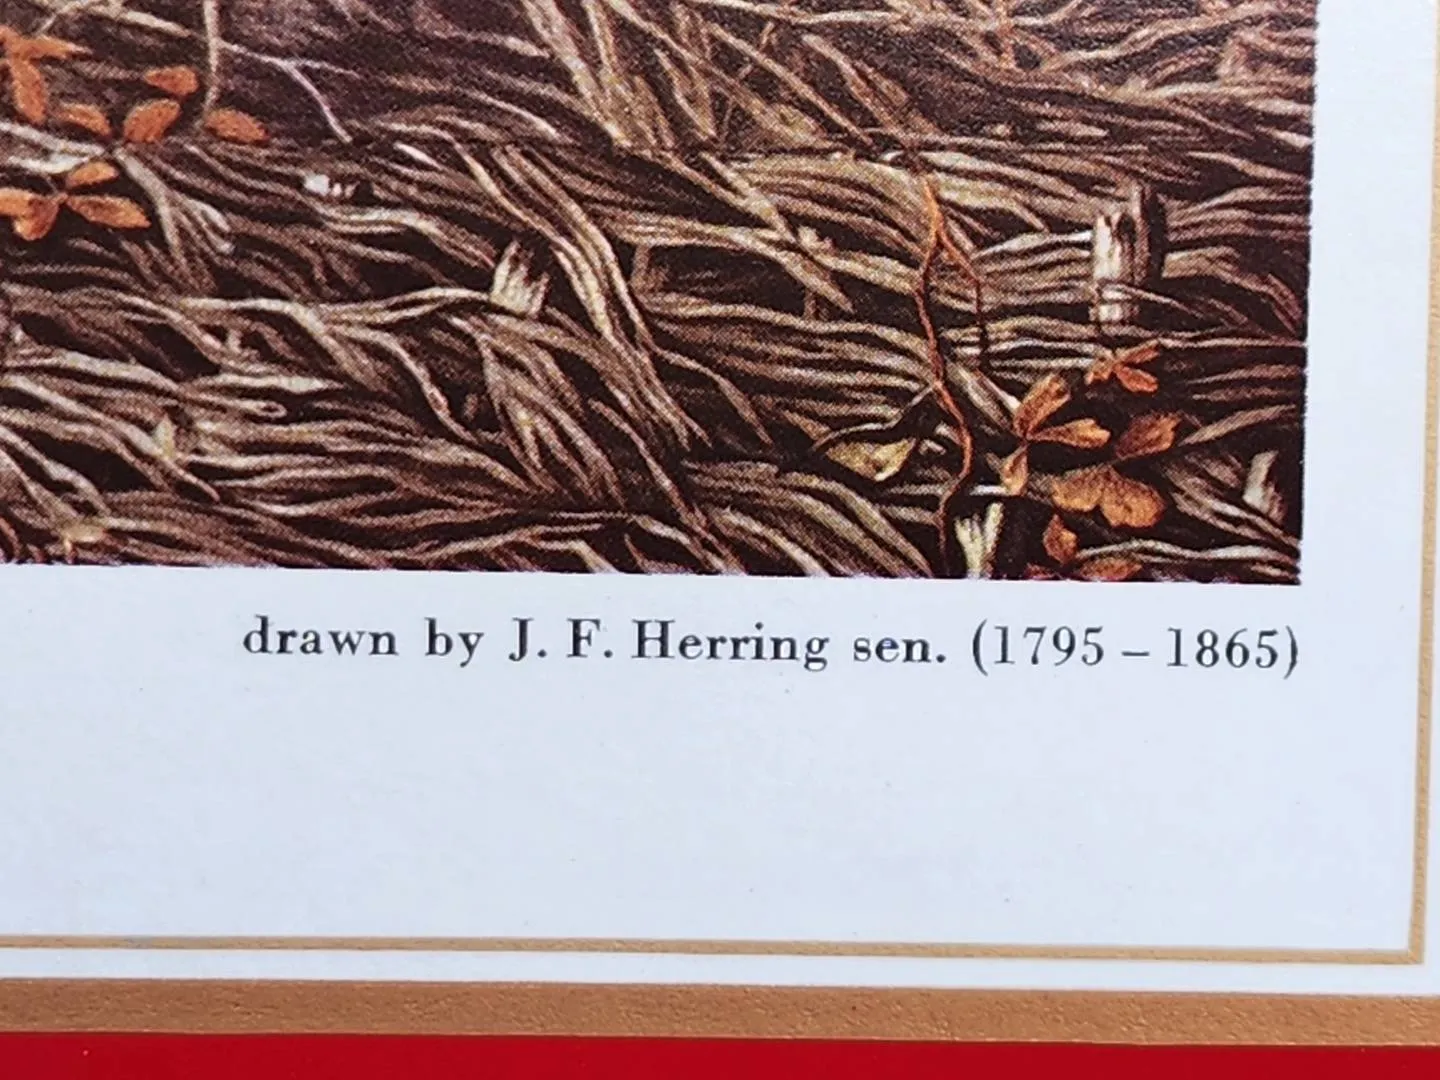 drawn by J. F. Herring sen. (1795 – 1865)